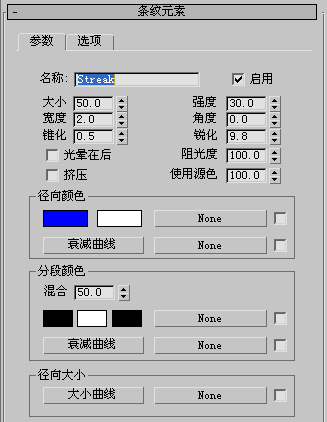 - 条纹元素
参数 选项
名称: Streak 启用
大小 50.0 强度 30.0
宽度 2.0 角度 0.0
锥化 0.5 锐化 9.8
光晕在后 阻光度 100.0
挤压 使用源色 100.0
径向颜色
None
衰减曲线 None
分段颜色
混合 50.0
None
衰减曲线 None
径向大小
大小曲线 None